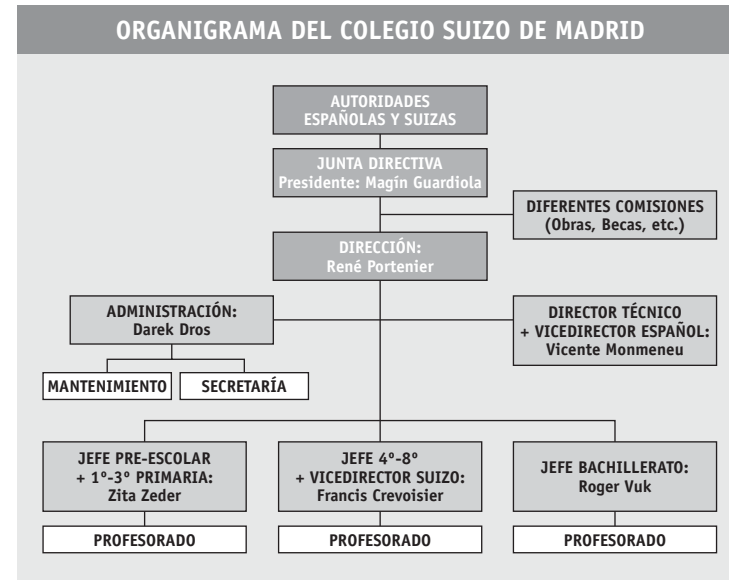 ORGANIGRAMA DEL COLEGIO SUIZO DE MADRID
AUTORIDADES
ESPAÑOLAS Y SUIZAS
JUNTA DIRECTIVA
Presidente: Magín Guardiola
DIFERENTES COMISIONES
(Obras, Becas, etc.)
DIRECCIÓN:
René Portenier
ADMINISTRACIÓN:
Darek Dros
DIRECTOR TÉCNICO
+ VICEDIRECTOR ESPAÑOL:
Vicente Monmeneu
MANTENIMIENTO
SECRETARÍA
JEFE PRE-ESCOLAR
+ 1º-3º PRIMARIA:
Zita Zeder
JEFE 4º-8º
+ VICEDIRECTOR SUIZO:
Francis Crevoisier
JEFE BACHILLERATO:
Roger Vuk
PROFESORADO
PROFESORADO
PROFESORADO